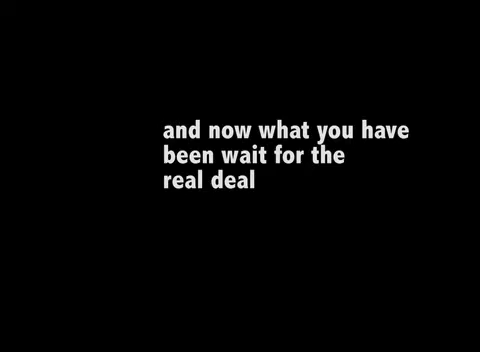 and now what you have
been wait for the
real deal